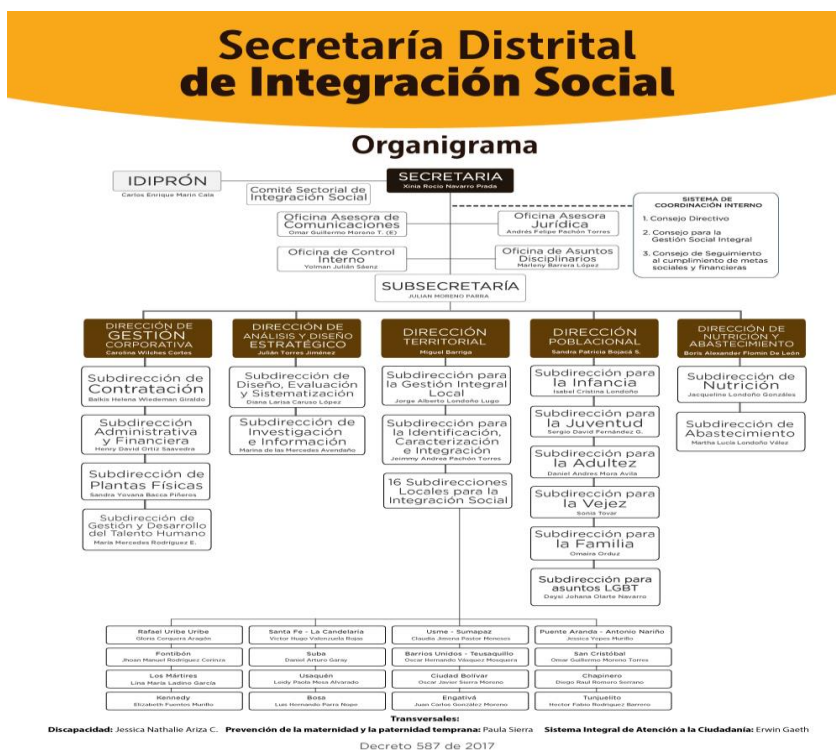 Secretaría Distrital
de Integración Social
Organigrama
IDIPRÓN
Carlos Enrique Marín Cala
SECRETARIA
Xinia Rocio Navarro Prada
Comité Sectorial de
Integración Social
Oficina Asesora de
Comunicaciones
Omar Guillermo Moreno T. (E)
Oficina Asesora
Jurídica
Andrés Felipe Pachón Torres
Oficina de Control
Interno
Yolman Julián Sáenz
Oficina de Asuntos
Disciplinarios
Marleny Barrera López
SISTEMA DE
COORDINACIÓN INTERNO
1. Consejo Directivo
2. Consejo para la
Gestión Social Integral
3. Consejo de Seguimiento
al cumplimiento de metas
sociales y financieras
SUBSECRETARÍA
JULIAN MORENO PARRA
DIRECCIÓN DE
GESTIÓN
CORPORATIVA
Carolina Wilches Cortes
Subdirección de
Contratación
Balkis Helena Wiedeman Giraldo
Subdirección
Administrativa
y Financiera
Henry David Ortiz Saavedra
Subdirección de
Plantas Físicas
Sandra Yovana Bacca Piñeros
Subdirección de
Gestión y Desarrollo
del Talento Humano
María Mercedes Rodríguez E.
DIRECCIÓN DE
ANÁLISIS Y DISEÑO
ESTRATÉGICO
Julián Torres Jiménez
Subdirección de
Diseño, Evaluación
y Sistematización
Diana Larisa Caruso López
Subdirección de
Investigación
e Información
Marina de las Mercedes Avendaño
DIRECCIÓN
TERRITORIAL
Miguel Barriga
Subdirección para
la Gestión Integral
Local
Jorge Alberto Londoño Lugo
Subdirección para
la Identificación,
Caracterización
e Integración
Jeimmy Andrea Pachón Torres
16 Subdirecciones
Locales para la
Integración Social
DIRECCIÓN
POBLACIONAL
Sandra Patricia Bojacá S.
Subdirección para
la Infancia
Isabel Cristina Londoño
Subdirección para
la Juventud
Sergio David Fernández G.
Subdirección para
la Adultez
Daniel Andres Mora Avila
Subdirección para
la Vejez
Sonia Tovar
Subdirección para
la Familia
Omaira Orduz
Subdirección para
asuntos LGBT
Daysi Johana Olarte Navarro
DIRECCIÓN DE
NUTRICIÓN Y
ABASTECIMIENTO
Boris Alexander Flomin De León
Subdirección de
Nutrición
Jacqueline Londoño Gonzáles
Subdirección de
Abastecimiento
Martha Lucía Londoño Vélez
Rafael Uribe Uribe
Gloria Cerquera Aragón
Santa Fe - La Candelaria
Victor Hugo Valenzuela Rojas
Usme - Sumapaz
Claudia Jimena Pastor Meneses
Puente Aranda - Antonio Nariño
Jessica Yepes Murillo
Fontibón
Jhoan Manuel Rodríguez Corinza
Suba
Daniel Arturo Garay
Barrios Unidos - Teusaquillo
Oscar Hernando Vásquez Mosquera
San Cristóbal
Omar Guillermo Moreno Torres
Los Mártires
Lina María Ladino García
Usaquén
Leidy Paola Mesa Alvarado
Ciudad Bolívar
Oscar Javier Sierra Moreno
Chapinero
Diego Raul Romero Serrano
Kennedy
Elizabeth Fuentes Murillo
Bosa
Luis Hernando Parra Nope
Engativá
Juan Carlos González Moreno
Tunjuelito
Hector Fabio Rodríguez Barrero
Transversales:
Discapacidad: Jessica Nathalie Ariza C. Prevención de la maternidad y la paternidad temprana: Paula Sierra Sistema Integral de Atención a la Ciudadanía: Erwin Gaeth
Decreto 587 de 2017